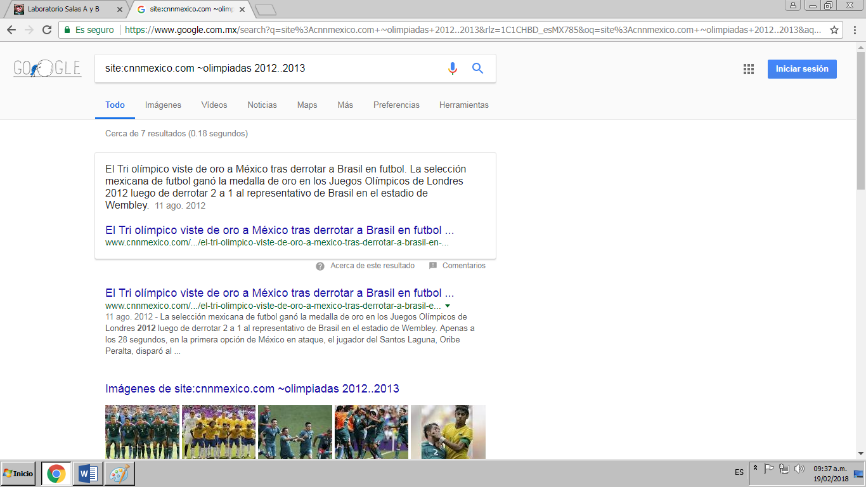 Laboratorio Salas A y B
site:cnnmexico.com ~olimp
Es seguro
https://www.google.com.mx/search?q=site%3Acnnmexico.com+~olimpiadas+2012..2013&rlz=1C1CHBD_esMX785&oq=site%3Acnnmexico.com+~olimpiadas+2012..2013&aq...
GOOGLE
site:cnnmexico.com ~olimpiadas 2012..2013
Iniciar sesión
Todo Imágenes Vídeos Noticias Maps Más Preferencias Herramientas
Cerca de 7 resultados (0.18 segundos)
El Tri olímpico viste de oro a México tras derrotar a Brasil en futbol. La selección
mexicana de futbol ganó la medalla de oro en los Juegos Olímpicos de Londres
2012 luego de derrotar 2 a 1 al representativo de Brasil en el estadio de
Wembley. 11 ago. 2012
El Tri olímpico viste de oro a México tras derrotar a Brasil en futbol ...
www.cnnmexico.com/.../el-tri-olimpico-viste-de-oro-a-mexico-tras-derrotar-a-brasil-en-...
Acerca de este resultado Comentarios
El Tri olímpico viste de oro a México tras derrotar a Brasil en futbol ...
www.cnnmexico.com/.../el-tri-olimpico-viste-de-oro-a-mexico-tras-derrotar-a-brasil-e...
11 ago. 2012 - La selección mexicana de futbol ganó la medalla de oro en los Juegos Olímpicos de
Londres 2012 luego de derrotar 2 a 1 al representativo de Brasil en el estadio de Wembley. Apenas a
los 28 segundos, en la primera opción de México en ataque, el jugador del Santos Laguna, Oribe
Peralta, disparó al ...
Imágenes de site:cnnmexico.com ~olimpiadas 2012..2013
Inicio
ES
09:37 a.m.
19/02/2018